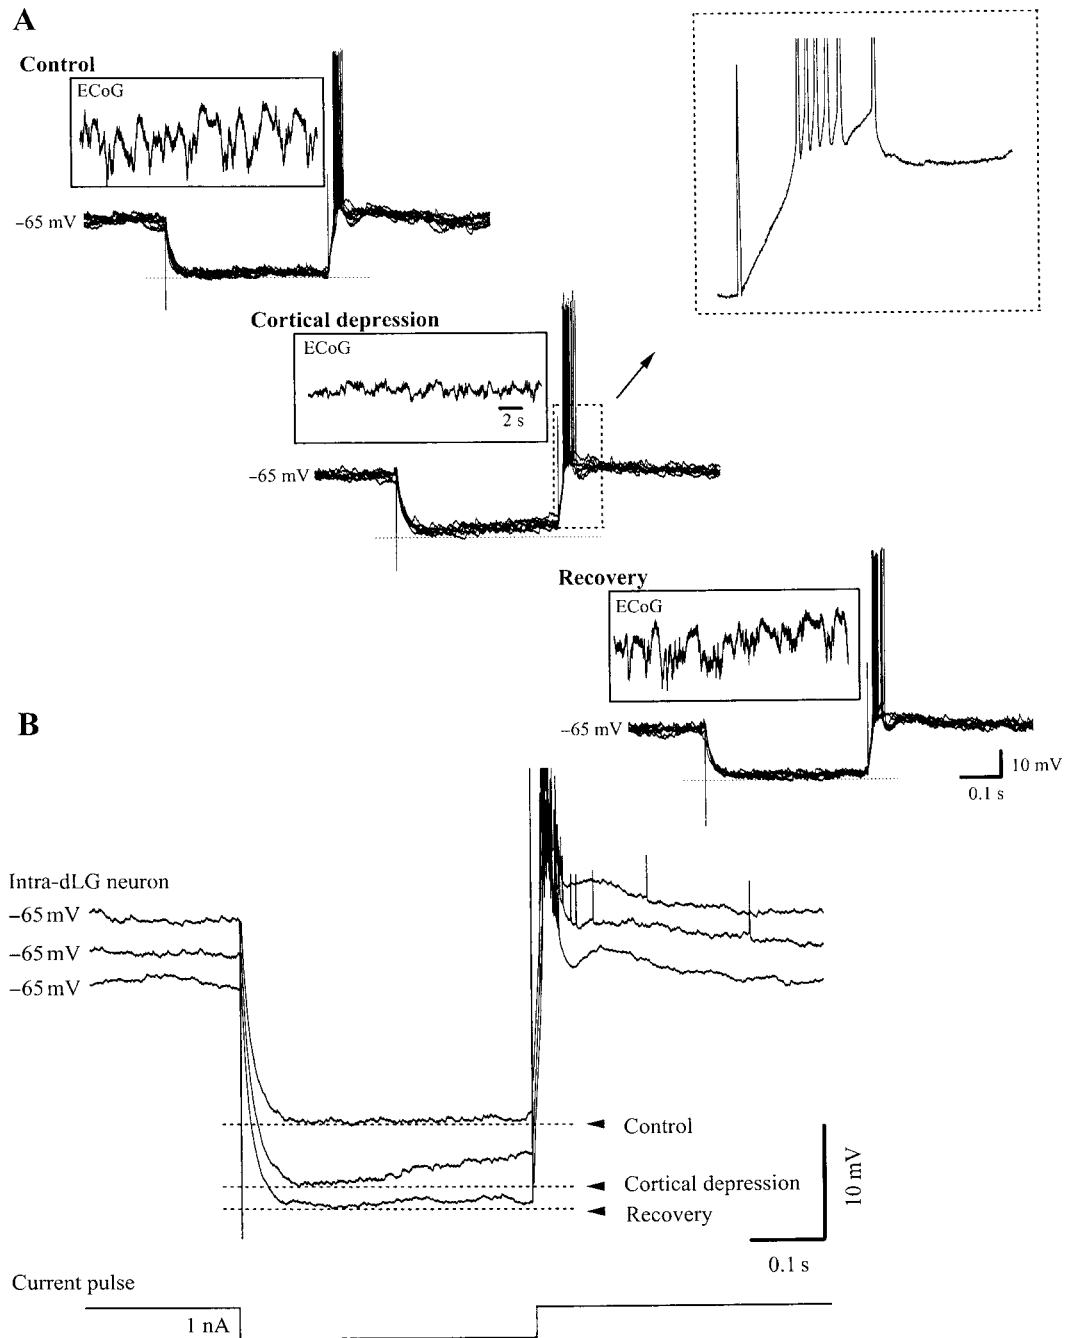 A
Control
ECoG
−65 mV
Cortical depression
ECoG
2 s
−65 mV
Recovery
ECoG
−65 mV
10 mV
0.1 s
B
Intra-dLG neuron
−65 mV
−65 mV
−65 mV
Control
Cortical depression
Recovery
10 mV
0.1 s
Current pulse
1 nA